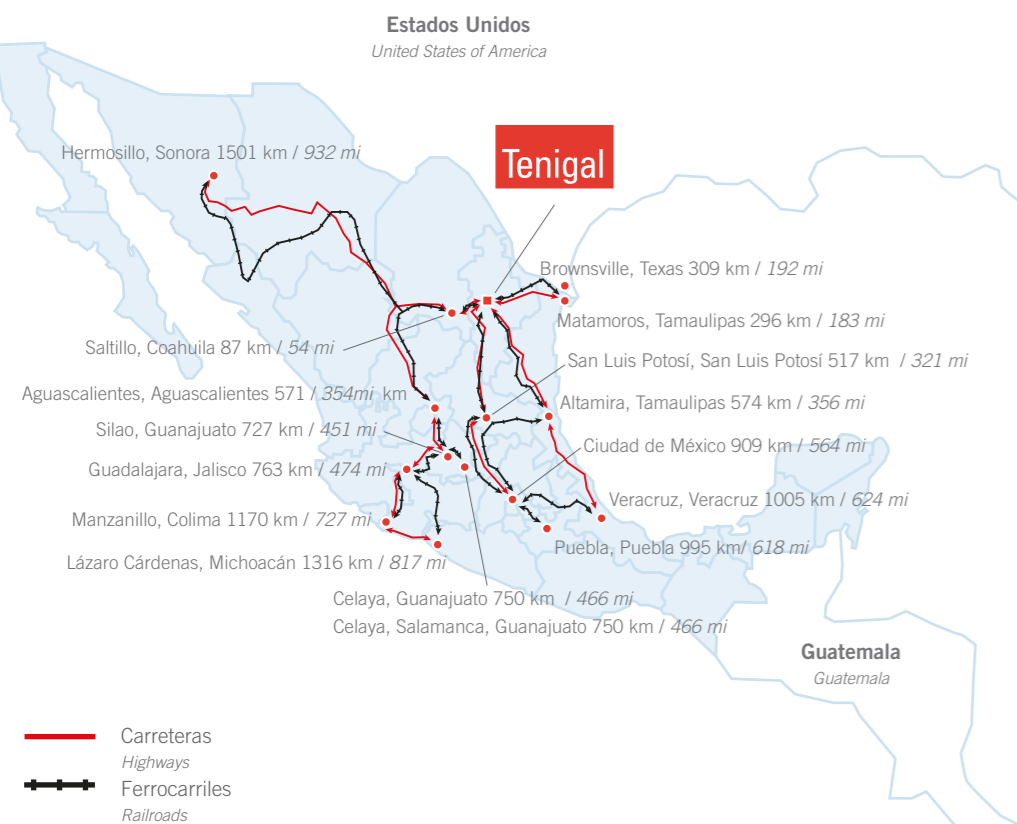 Estados Unidos
United States of America
Tenigal
Hermosillo, Sonora 1501 km / 932 mi
Brownsville, Texas 309 km / 192 mi
Matamoros, Tamaulipas 296 km / 183 mi
Saltillo, Coahuila 87 km / 54 mi
San Luis Potosí, San Luis Potosí 517 km / 321 mi
Aguascalientes, Aguascalientes 571 / 354mi km
Altamira, Tamaulipas 574 km / 356 mi
Silao, Guanajuato 727 km / 451 mi
Ciudad de México 909 km / 564 mi
Guadalajara, Jalisco 763 km / 474 mi
Veracruz, Veracruz 1005 km / 624 mi
Manzanillo, Colima 1170 km / 727 mi
Puebla, Puebla 995 km/ 618 mi
Lázaro Cárdenas, Michoacán 1316 km / 817 mi
Celaya, Guanajuato 750 km / 466 mi
Celaya, Salamanca, Guanajuato 750 km / 466 mi
Guatemala
Guatemala
Carreteras
Highways
Ferrocarriles
Railroads